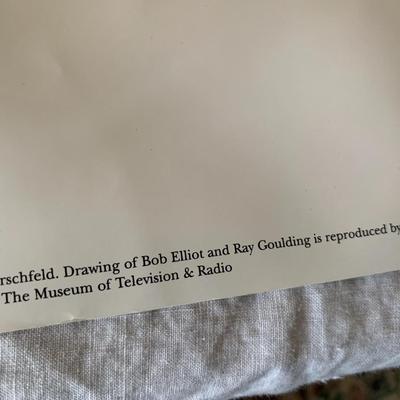 rschfeld. Drawing of Bob Elliot and Ray Goulding is reproduced by
The Museum of Television & Radio